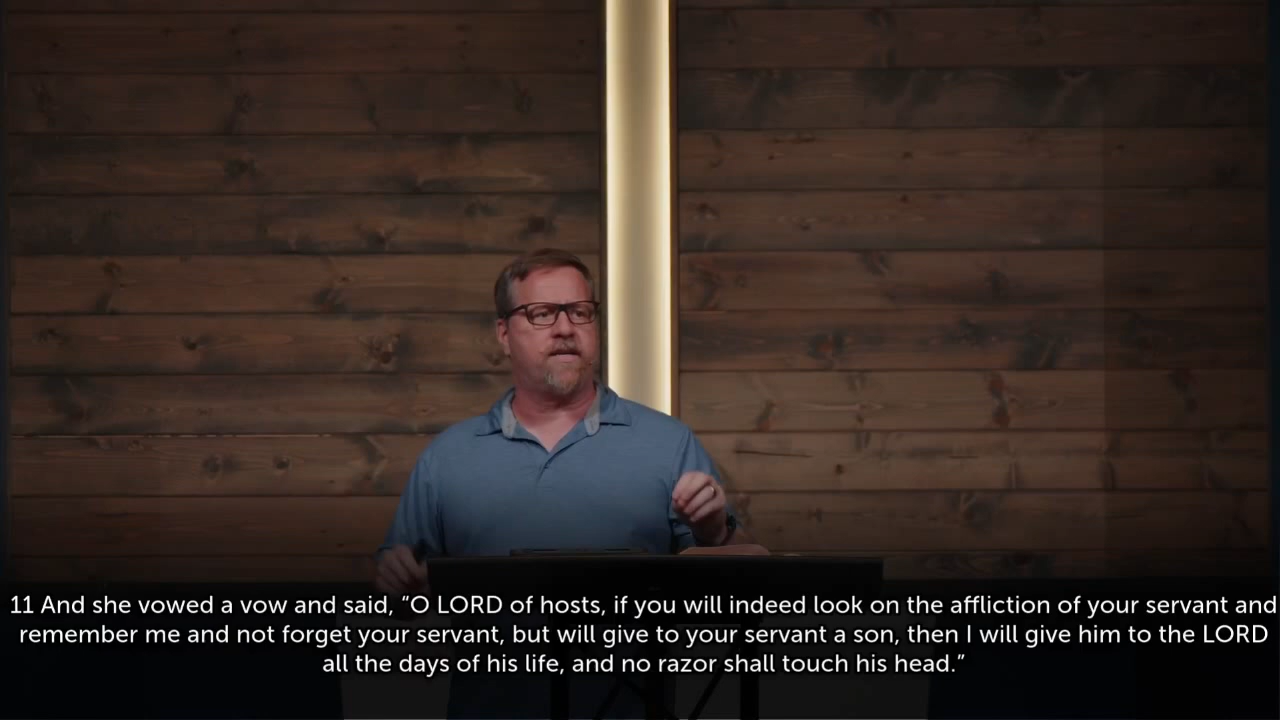 11 And she vowed a vow and said, “O LORD of hosts, if you will indeed look on the affliction of your servant and
remember me and not forget your servant, but will give to your servant a son, then I will give him to the LORD
all the days of his life, and no razor shall touch his head.”